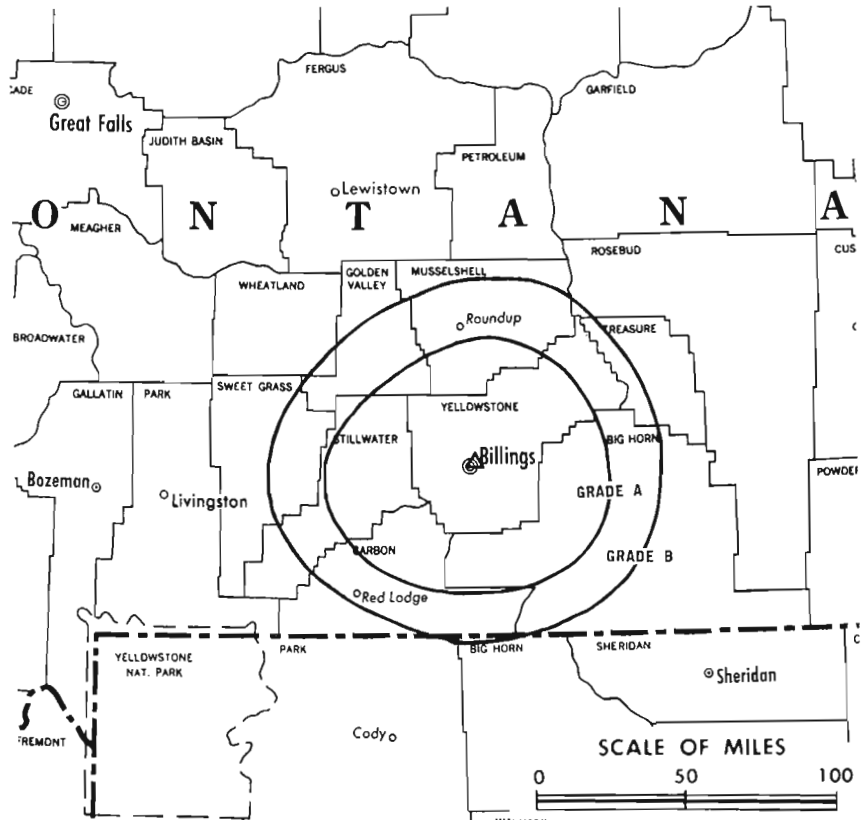 FERGUS
CADE
GARFIELD
Great Falls
JUDITH BASIN
PETROLEUM
Lewistown
O N T A N A
MEAGHER
ROSEBUD
CUS
GOLDEN
VALLEY
MUSSELSHELL
WHEATLAND
Roundup
TREASURE
BROADWATER
GALLATIN
PARK
SWEET GRASS
YELLOWSTONE
STILLWATER
BIG HORN
Billings
POWDER
Bozeman
Livingston
GRADE A
CARBON
GRADE B
Red Lodge
PARK
BIG HORN
SHERIDAN
C
YELLOWSTONE
NAT. PARK
Sheridan
Cody
FREMONT
SCALE OF MILES
0 50 100